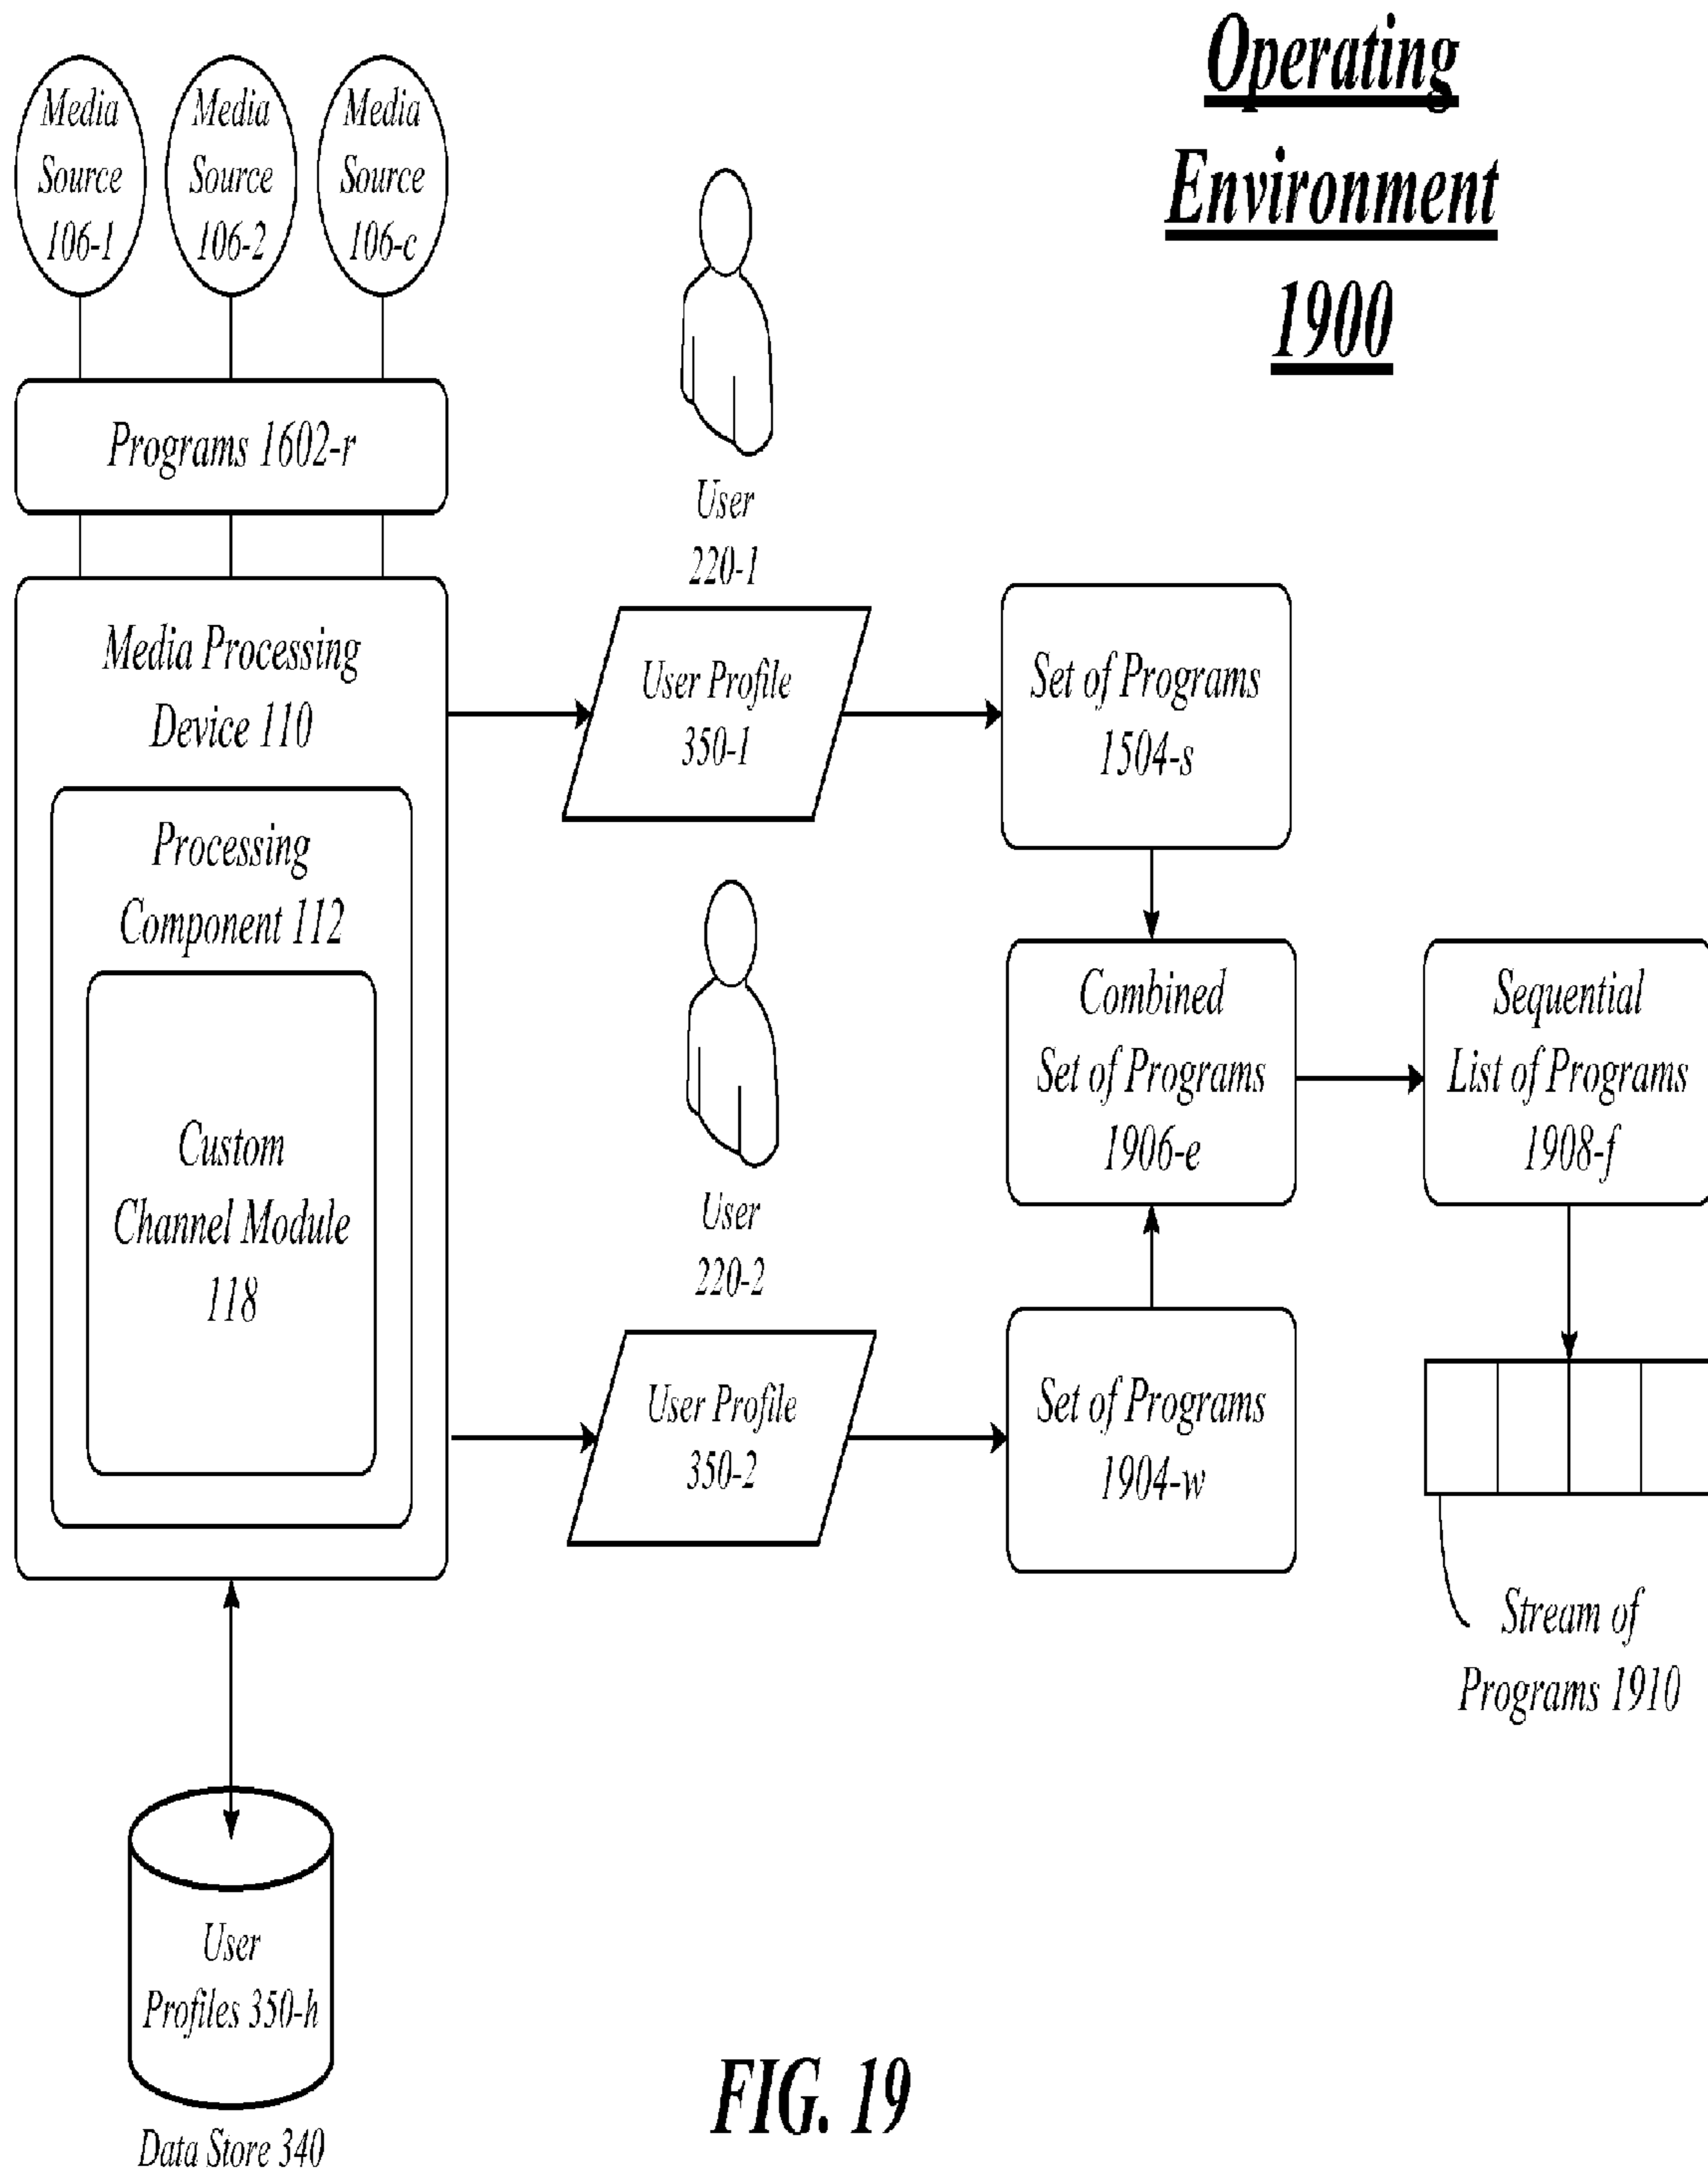 Operating
Environment
1900
Media
Source
106-1
Media
Source
106-2
Media
Source
106-c
Programs 1602-r
Media Processing
Device 110
Processing
Component 112
Custom
Channel Module
118
User
220-1
User Profile
350-1
Set of Programs
1504-s
User
220-2
User Profile
350-2
Set of Programs
1904-w
Combined
Set of Programs
1906-e
Sequential
List of Programs
1908-f
Stream of
Programs 1910
User
Profiles 350-h
Data Store 340
FIG. 19